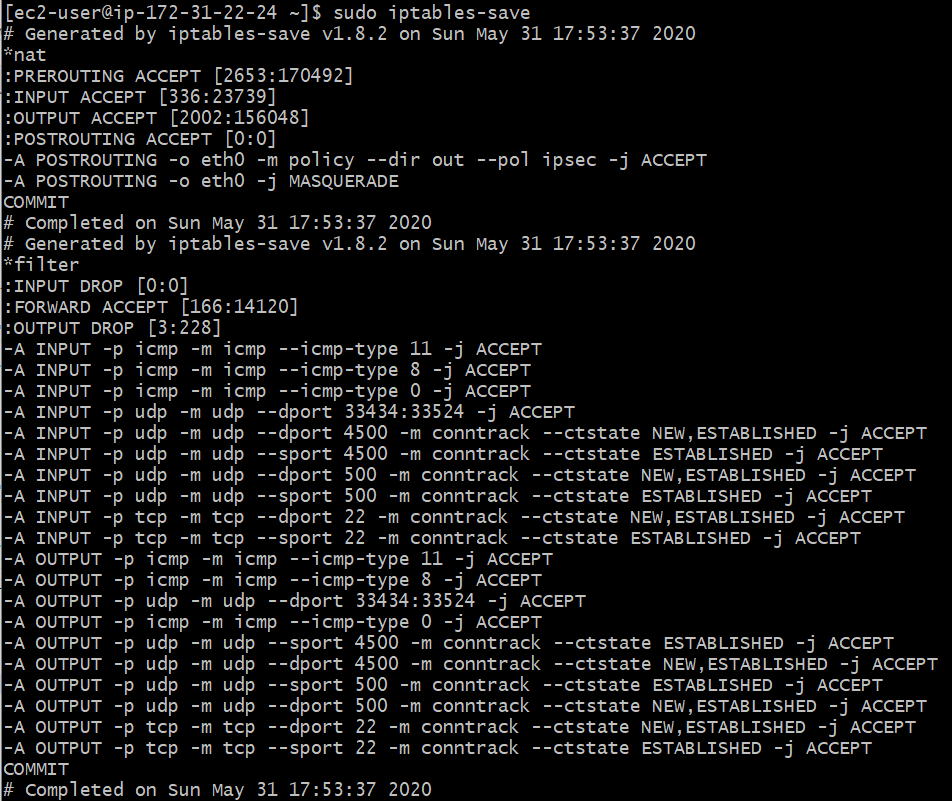 [ec2-user@ip-172-31-22-24 ~]$ sudo iptables-save
# Generated by iptables-save v1.8.2 on Sun May 31 17:53:37 2020
*nat
:PREROUTING ACCEPT [2653:170492]
:INPUT ACCEPT [336:23739]
:OUTPUT ACCEPT [2002:156048]
:POSTROUTING ACCEPT [0:0]
-A POSTROUTING -o eth0 -m policy --dir out --pol ipsec -j ACCEPT
-A POSTROUTING -o eth0 -j MASQUERADE
COMMIT
# Completed on Sun May 31 17:53:37 2020
# Generated by iptables-save v1.8.2 on Sun May 31 17:53:37 2020
*filter
:INPUT DROP [0:0]
:FORWARD ACCEPT [166:14120]
:OUTPUT DROP [3:228]
-A INPUT -p icmp -m icmp --icmp-type 11 -j ACCEPT
-A INPUT -p icmp -m icmp --icmp-type 8 -j ACCEPT
-A INPUT -p icmp -m icmp --icmp-type 0 -j ACCEPT
-A INPUT -p udp -m udp --dport 33434:33524 -j ACCEPT
-A INPUT -p udp -m udp --dport 4500 -m conntrack --ctstate NEW,ESTABLISHED -j ACCEPT
-A INPUT -p udp -m udp --sport 4500 -m conntrack --ctstate ESTABLISHED -j ACCEPT
-A INPUT -p udp -m udp --dport 500 -m conntrack --ctstate NEW,ESTABLISHED -j ACCEPT
-A INPUT -p udp -m udp --sport 500 -m conntrack --ctstate ESTABLISHED -j ACCEPT
-A INPUT -p tcp -m tcp --dport 22 -m conntrack --ctstate NEW,ESTABLISHED -j ACCEPT
-A INPUT -p tcp -m tcp --sport 22 -m conntrack --ctstate ESTABLISHED -j ACCEPT
-A OUTPUT -p icmp -m icmp --icmp-type 11 -j ACCEPT
-A OUTPUT -p icmp -m icmp --icmp-type 8 -j ACCEPT
-A OUTPUT -p udp -m udp --dport 33434:33524 -j ACCEPT
-A OUTPUT -p icmp -m icmp --icmp-type 0 -j ACCEPT
-A OUTPUT -p udp -m udp --sport 4500 -m conntrack --ctstate ESTABLISHED -j ACCEPT
-A OUTPUT -p udp -m udp --dport 4500 -m conntrack --ctstate NEW,ESTABLISHED -j ACCEPT
-A OUTPUT -p udp -m udp --sport 500 -m conntrack --ctstate ESTABLISHED -j ACCEPT
-A OUTPUT -p udp -m udp --dport 500 -m conntrack --ctstate NEW,ESTABLISHED -j ACCEPT
-A OUTPUT -p tcp -m tcp --dport 22 -m conntrack --ctstate NEW,ESTABLISHED -j ACCEPT
-A OUTPUT -p tcp -m tcp --sport 22 -m conntrack --ctstate ESTABLISHED -j ACCEPT
COMMIT
# Completed on Sun May 31 17:53:37 2020